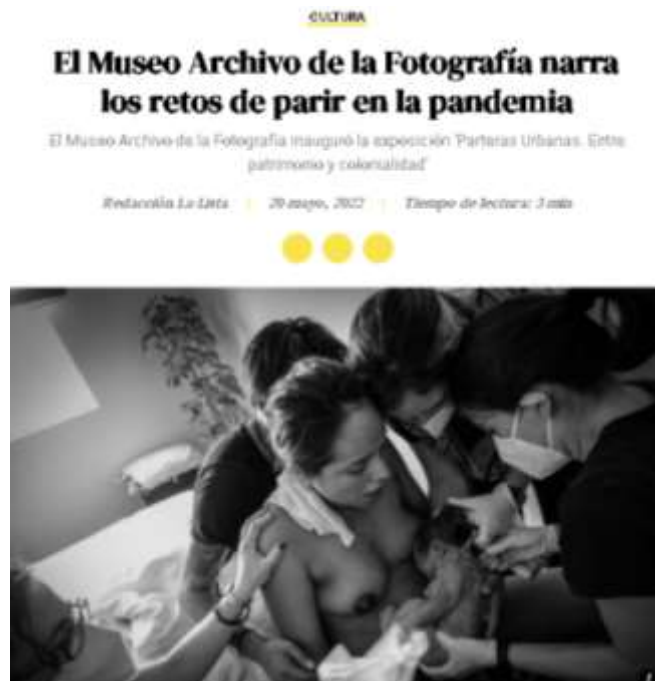 CULTURA
El Museo Archivo de la Fotografía narra
los retos de parir en la pandemia
El Museo Archivo de la Fotografía inauguró la exposición 'Parteras Urbanas. Entre
patrimonio y colonialidad'
Redacción La-Lista | 20 mayo, 2022 | Tiempo de lectura: 3 min